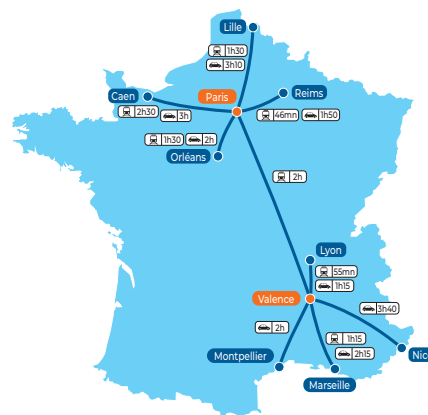 Lille
1h30
3h10
Caen
Paris
Reims
2h30
3h
46mn
1h50
1h30
2h
Orléans
2h
Lyon
55mn
1h15
Valence
3h40
2h
1h15
2h15
Montpellier
Nic
Marseille